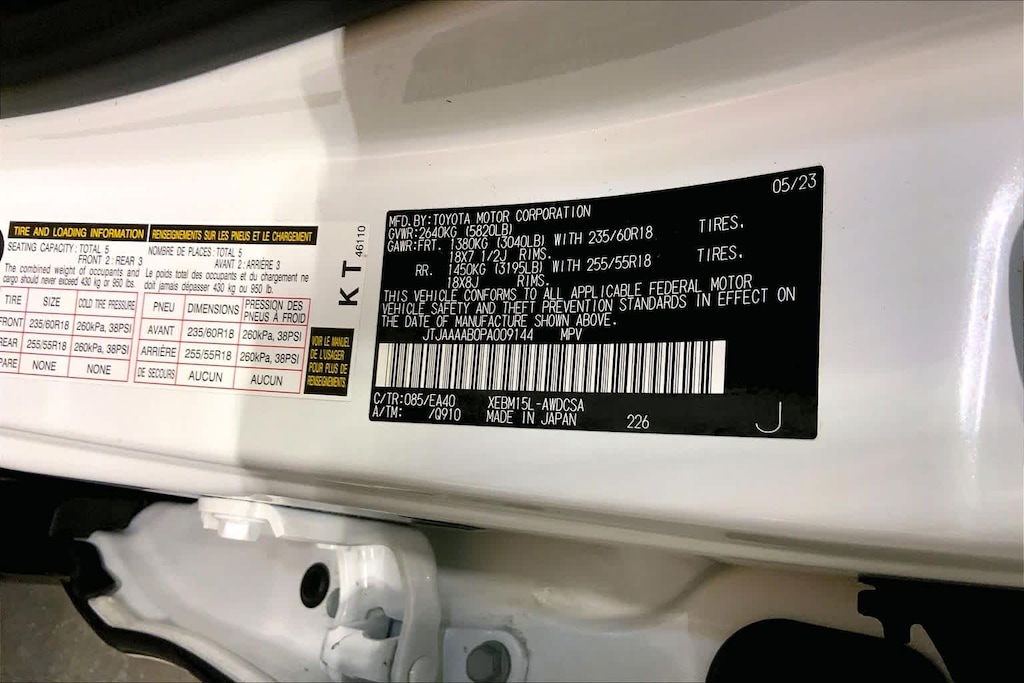 TIRE AND LOADING INFORMATION
RENSEIGNEMENTS SUR LES PNEUS ET LE CHARGEMENT
SEATING CAPACITY: TOTAL 5
FRONT 2: REAR 3
The combined weight of occupants and
cargo should never exceed 430 kg or 950 lbs.
NOMBRE DE PLACES: TOTAL 5
AVANT 2: ARRIÈRE 3
Le poids total des occupants et du chargement ne
doit jamais dépasser 430 kg ou 950 lb.
TIRE SIZE COLD TIRE PRESSURE
FRONT 235/60R18 260kPa, 38PSI
REAR 255/55R18 260kPa, 38PSI
PARE NONE NONE
PNEU DIMENSIONS PRESSION DES PNEUS À FROID
AVANT 235/60R18 260kPa, 38PSI
ARRIÈRE 255/55R18 260kPa, 38PSI
DE SECOURS AUCUN AUCUN
VOIR LE MANUEL
DE L'USAGER
POUR PLUS DE
RENSEIGNEMENTS
KT
46110
05/23
MFD.BY:TOYOTA MOTOR CORPORATION
GVWR:2640KG (5820LB)
GAWR:FRT. 1380KG (3040LB) WITH 235/60R18 TIRES.
18X7 1/2J RIMS.
RR. 1450KG (3195LB) WITH 255/55R18 TIRES.
18X8J RIMS.
THIS VEHICLE CONFORMS TO ALL APPLICABLE FEDERAL MOTOR
VEHICLE SAFETY AND THEFT PREVENTION STANDARDS IN EFFECT ON
THE DATE OF MANUFACTURE SHOWN ABOVE.
JTJAAAAB0PA009144 MPV
C/TR:085/EA40 XEBM15L-AWDCSA
A/TM: /Q910 MADE IN JAPAN 226
J